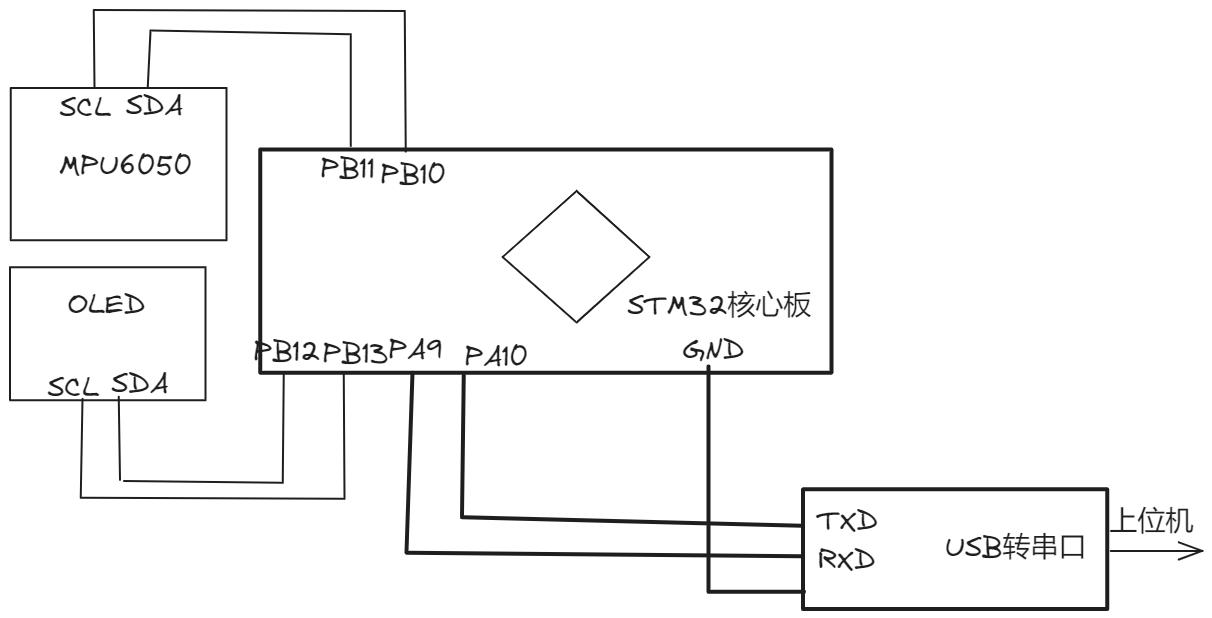 SCL SDA
MPU6050
PB11 PB10
OLED
STM32核心板
SCL SDA
PB12 PB13 PA9 PA10 GND
TXD
RXD
USB转串口
上位机